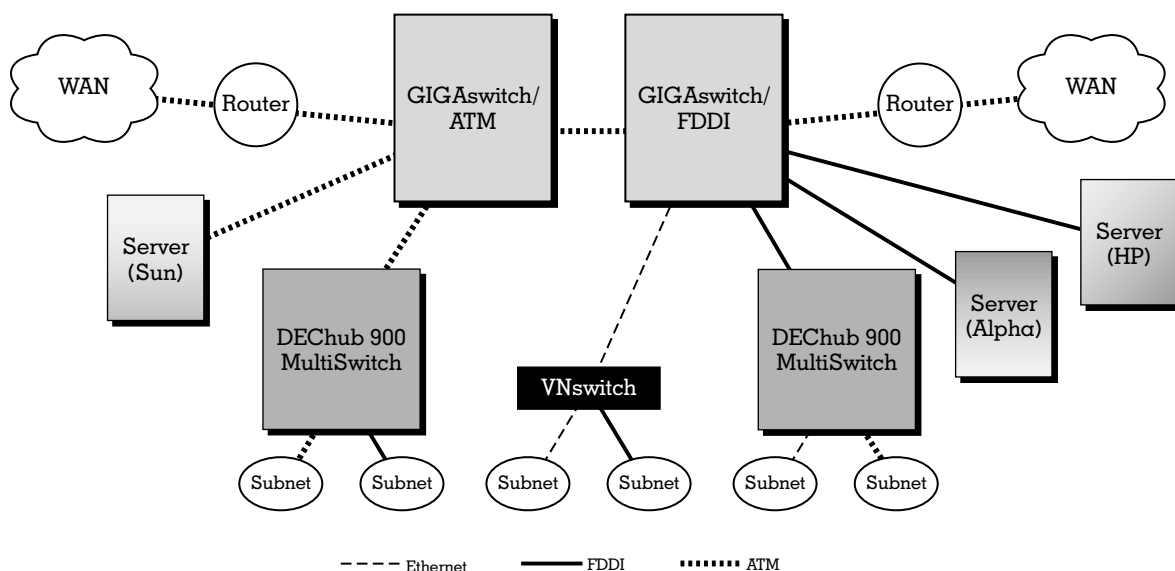 WAN
Router
GIGAswitch/
ATM
GIGAswitch/
FDDI
Router
WAN
Server
(Sun)
Server
(HP)
Server
(Alpha)
DEChub 900
MultiSwitch
VNswitch
DEChub 900
MultiSwitch
Subnet
Subnet
Subnet
Subnet
Subnet
Subnet
Ethernet
FDDI
ATM